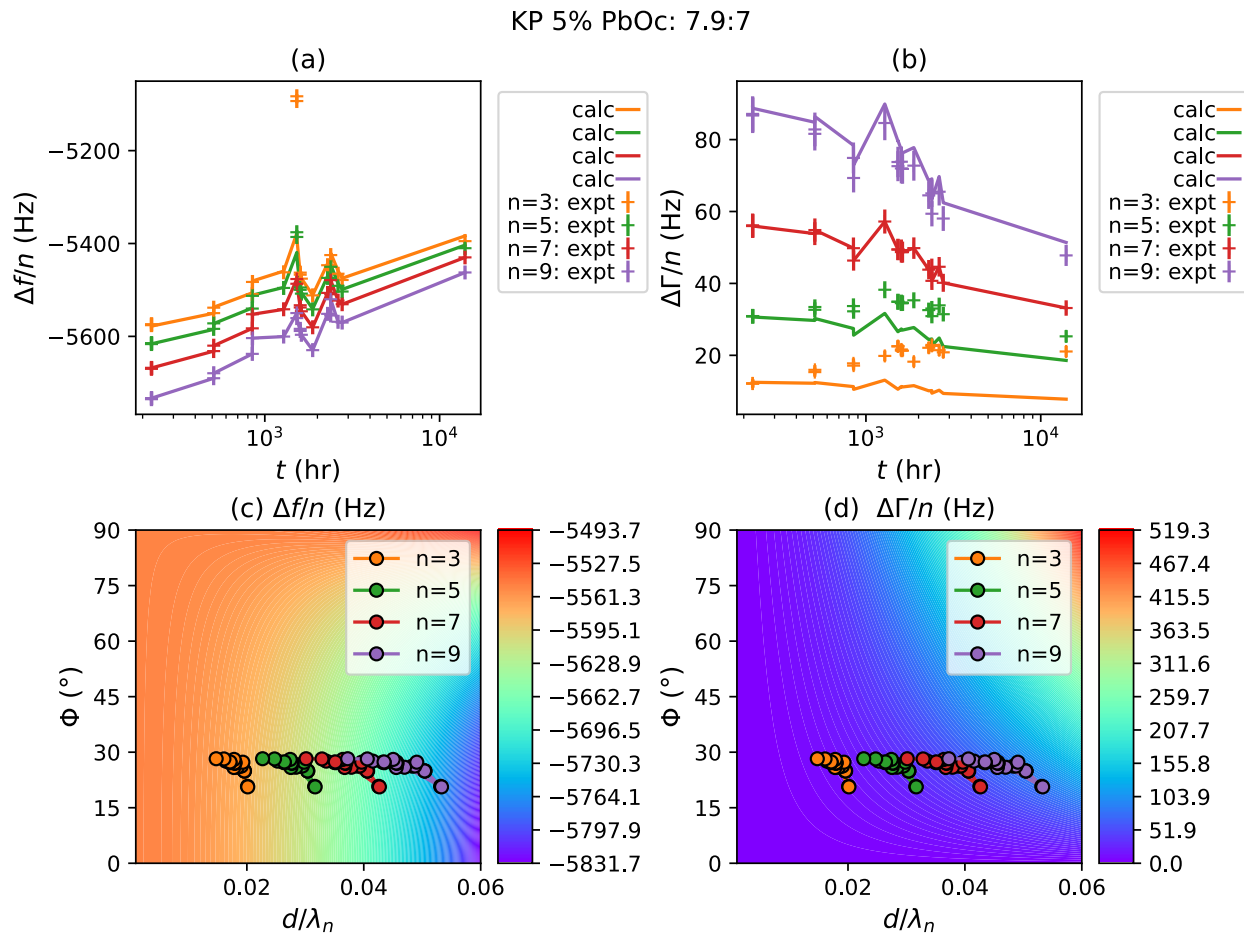 KP 5% PbOc: 7.9:7
(a)
Δf/n (Hz)
−5200
−5400
−5600
10³
10⁴
t (hr)
calc
calc
calc
calc
n=3: expt
n=5: expt
n=7: expt
n=9: expt
(b)
ΔΓ/n (Hz)
80
60
40
20
10³
10⁴
t (hr)
calc
calc
calc
calc
n=3: expt
n=5: expt
n=7: expt
n=9: expt
(c) Δf/n (Hz)
Φ (°)
90
75
60
45
30
15
0
0.02
0.04
0.06
d/λₙ
n=3
n=5
n=7
n=9
−5493.7
−5527.5
−5561.3
−5595.1
−5628.9
−5662.7
−5696.5
−5730.3
−5764.1
−5797.9
−5831.7
(d) ΔΓ/n (Hz)
Φ (°)
90
75
60
45
30
15
0
0.02
0.04
0.06
d/λₙ
n=3
n=5
n=7
n=9
519.3
467.4
415.5
363.5
311.6
259.7
207.7
155.8
103.9
51.9
0.0